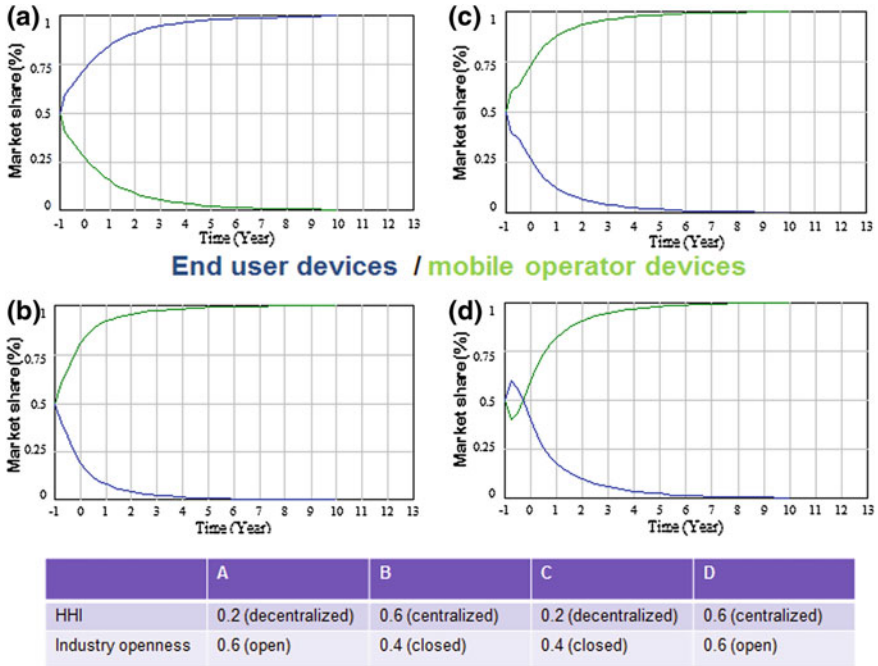 (a)
Market share(%)
1
0.75
0.5
0.25
0
-1 0 1 2 3 4 5 6 7 8 9 10 11 12 13
Time (Year)
(c)
Market share(%)
1
0.75
0.5
0.25
0
-1 0 1 2 3 4 5 6 7 8 9 10 11 12 13
Time (Year)
End user devices / mobile operator devices
(b)
Market share(%)
1
0.75
0.5
0.25
0
-1 0 1 2 3 4 5 6 7 8 9 10 11 12 13
Time (Year)
(d)
Market share(%)
1
0.75
0.5
0.25
0
-1 0 1 2 3 4 5 6 7 8 9 10 11 12 13
Time (Year)
A B C D
HHI 0.2 (decentralized) 0.6 (centralized) 0.2 (decentralized) 0.6 (centralized)
Industry openness 0.6 (open) 0.4 (closed) 0.4 (closed) 0.6 (open)